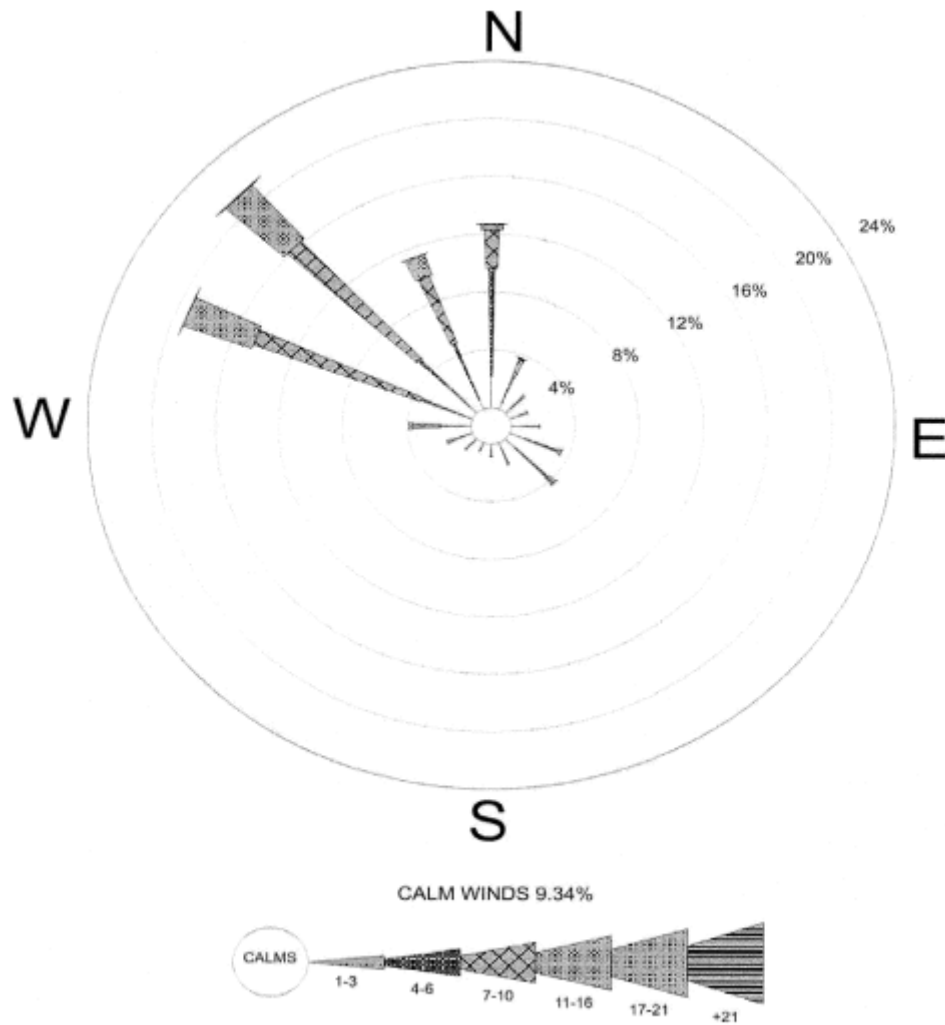 N
24%
20%
16%
12%
8%
4%
W
E
S
CALM WINDS 9.34%
CALMS
1-3
4-6
7-10
11-16
17-21
+21